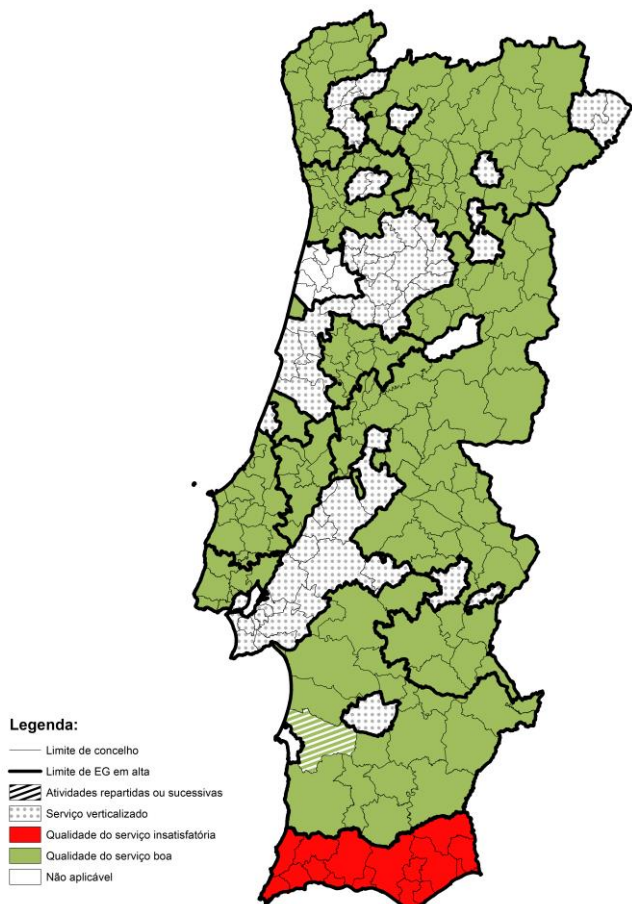 Legenda:
Limite de concelho
Limite de EG em alta
Atividades repartidas ou sucessivas
Serviço verticalizado
Qualidade do serviço insatisfatória
Qualidade do serviço boa
Não aplicável